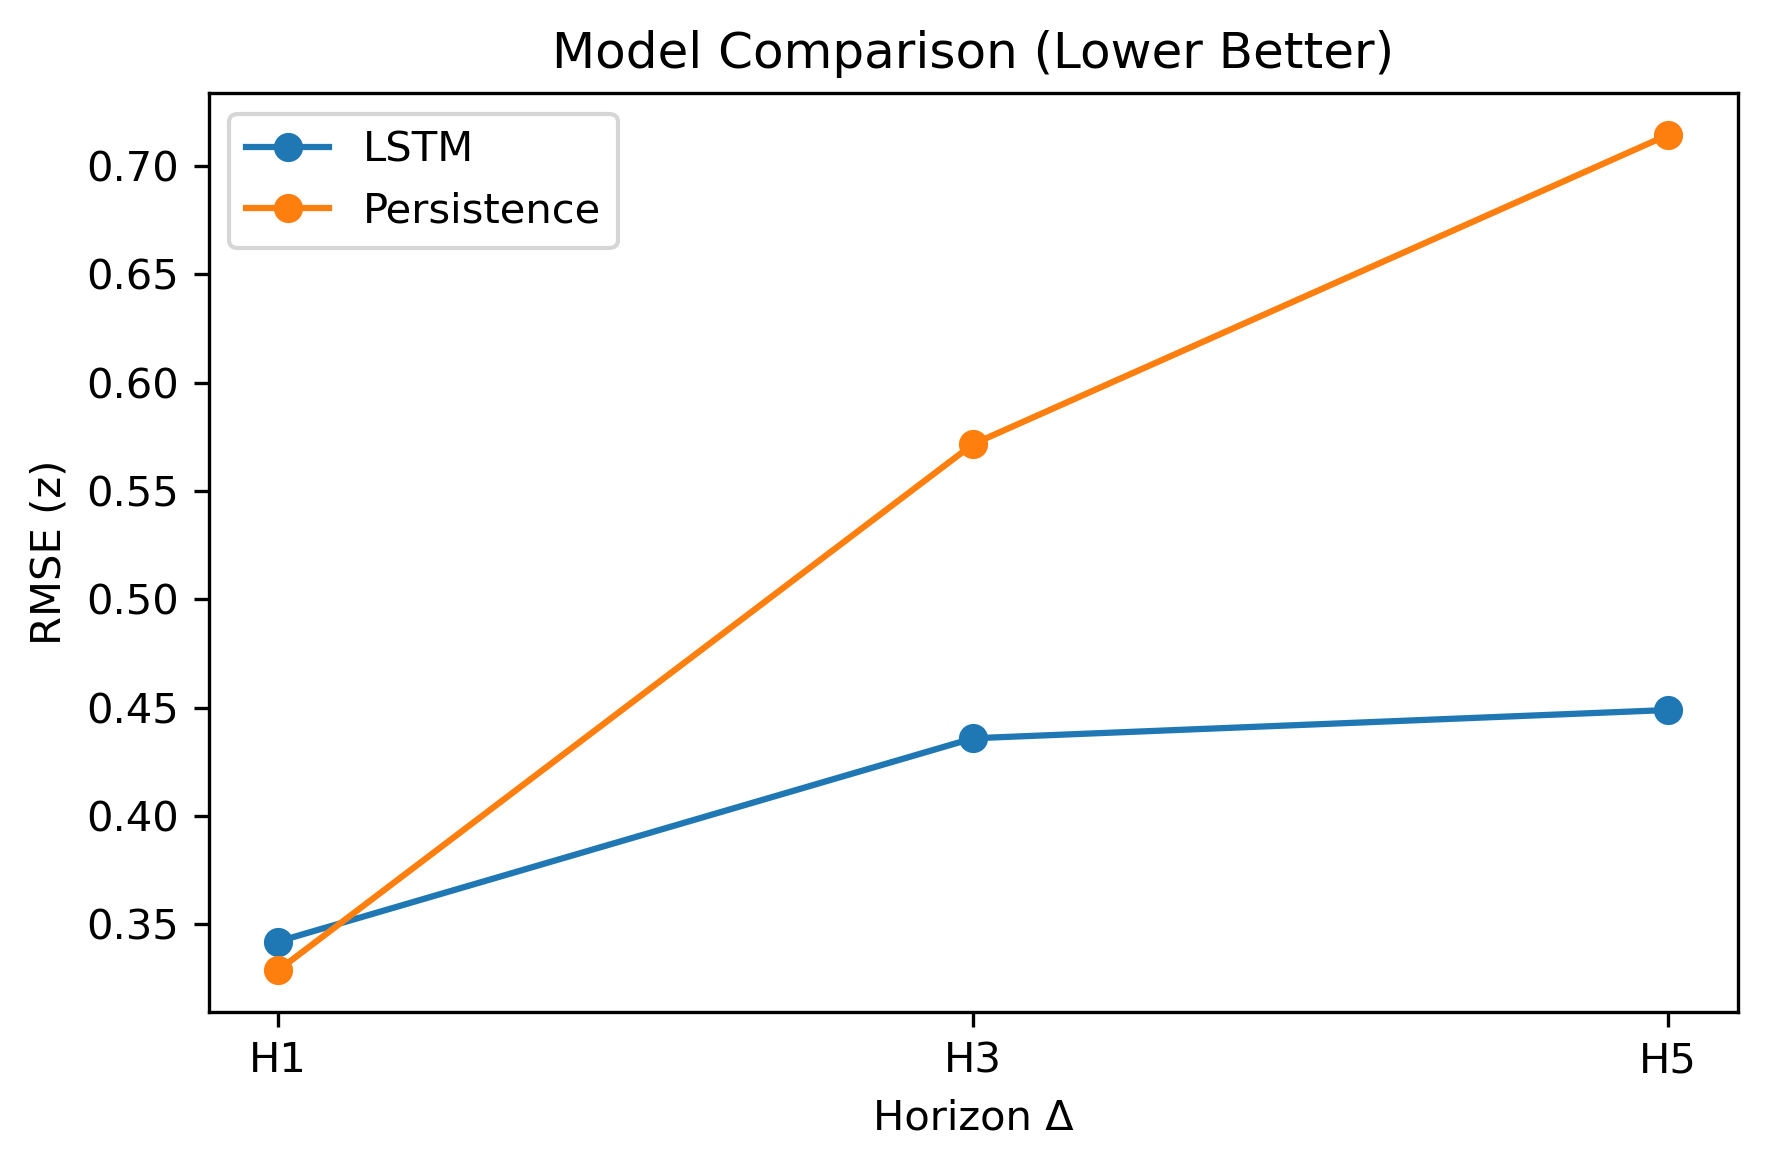 Model Comparison (Lower Better)
LSTM
Persistence
0.70
0.65
0.60
0.55
0.50
0.45
0.40
0.35
RMSE (z)
H1
H3
H5
Horizon Δ